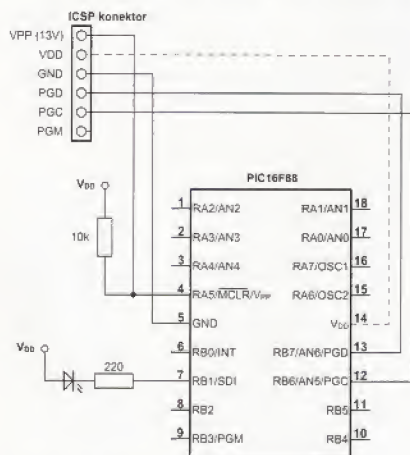 ICSP konektor
VPP (13V)
VDD
GND
PGD
PGC
PGM
PIC16F88
VDD
10k
1 RA2/AN2 RA1/AN1 18
2 RA3/AN3 RA0/AN0 17
3 RA4/AN4 RA7/OSC1 16
4 RA5/MCLR/VPP RA6/OSC2 15
5 GND VDD 14
6 RB0/INT RB7/AN6/PGD 13
VDD
220
7 RB1/SDI RB6/AN5/PGC 12
8 RB2 RB5 11
9 RB3/PGM RB4 10